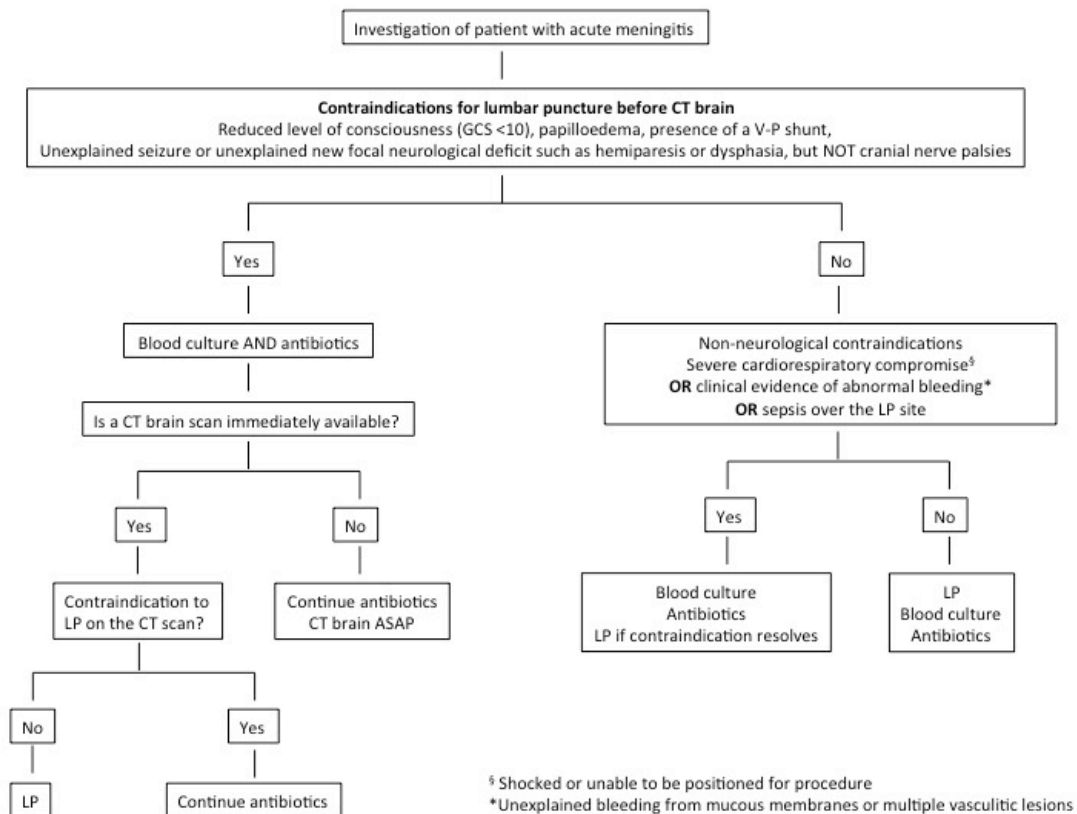 Investigation of patient with acute meningitis
Contraindications for lumbar puncture before CT brain
Reduced level of consciousness (GCS <10), papilloedema, presence of a V-P shunt,
Unexplained seizure or unexplained new focal neurological deficit such as hemiparesis or dysphasia, but NOT cranial nerve palsies
Yes
No
Blood culture AND antibiotics
Is a CT brain scan immediately available?
Yes
No
Contraindication to
LP on the CT scan?
Continue antibiotics
CT brain ASAP
No
Yes
LP
Continue antibiotics
Non-neurological contraindications
Severe cardiorespiratory compromise§
OR clinical evidence of abnormal bleeding*
OR sepsis over the LP site
Yes
No
Blood culture
Antibiotics
LP if contraindication resolves
LP
Blood culture
Antibiotics
§ Shocked or unable to be positioned for procedure
*Unexplained bleeding from mucous membranes or multiple vasculitic lesions